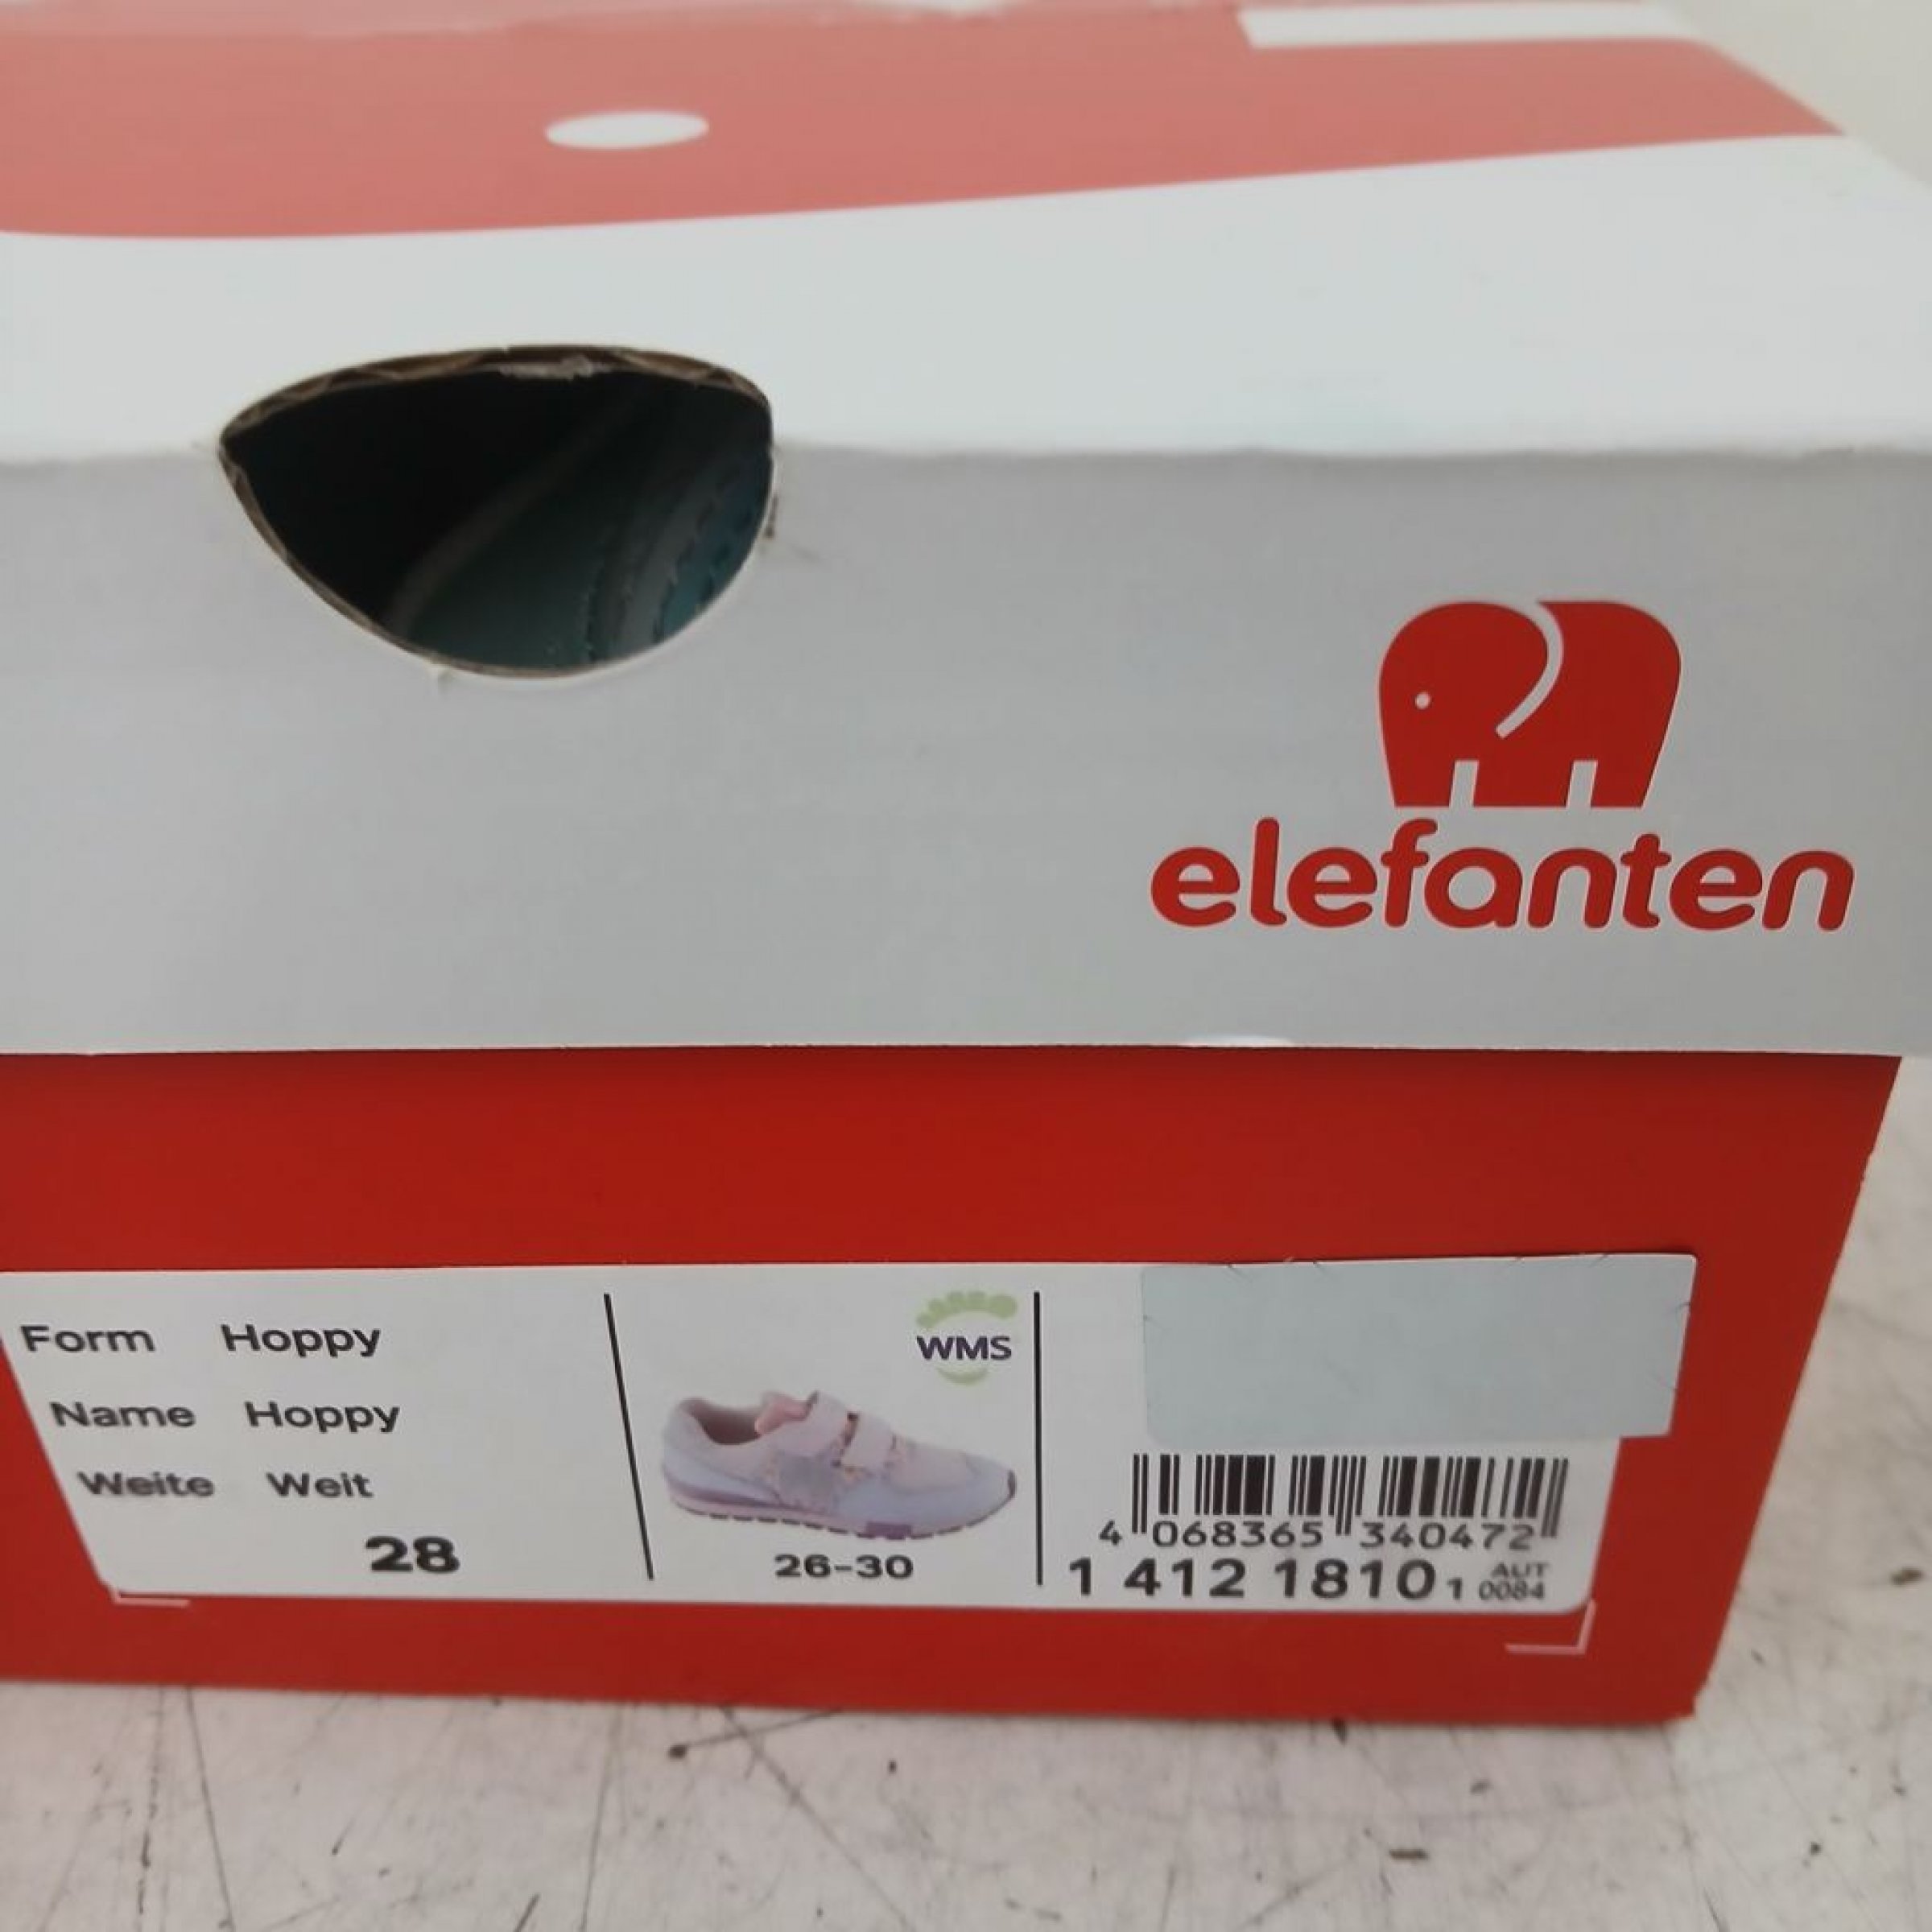 elefanten
Form Hoppy
Name Hoppy
Weite Weit
28
WMS
26-30
4 068365 340472
1 412 1810 1 AUT 0084